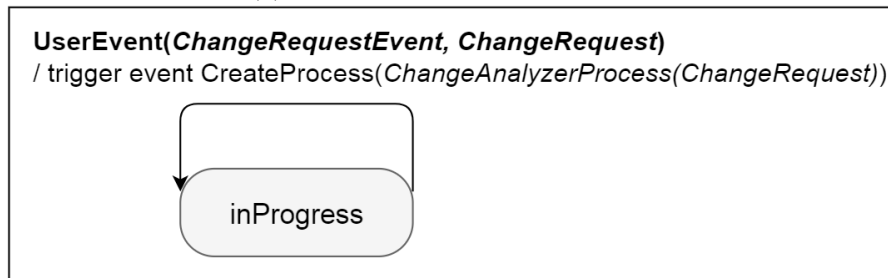 UserEvent(ChangeRequestEvent, ChangeRequest)
/ trigger event CreateProcess(ChangeAnalyzerProcess(ChangeRequest))
inProgress